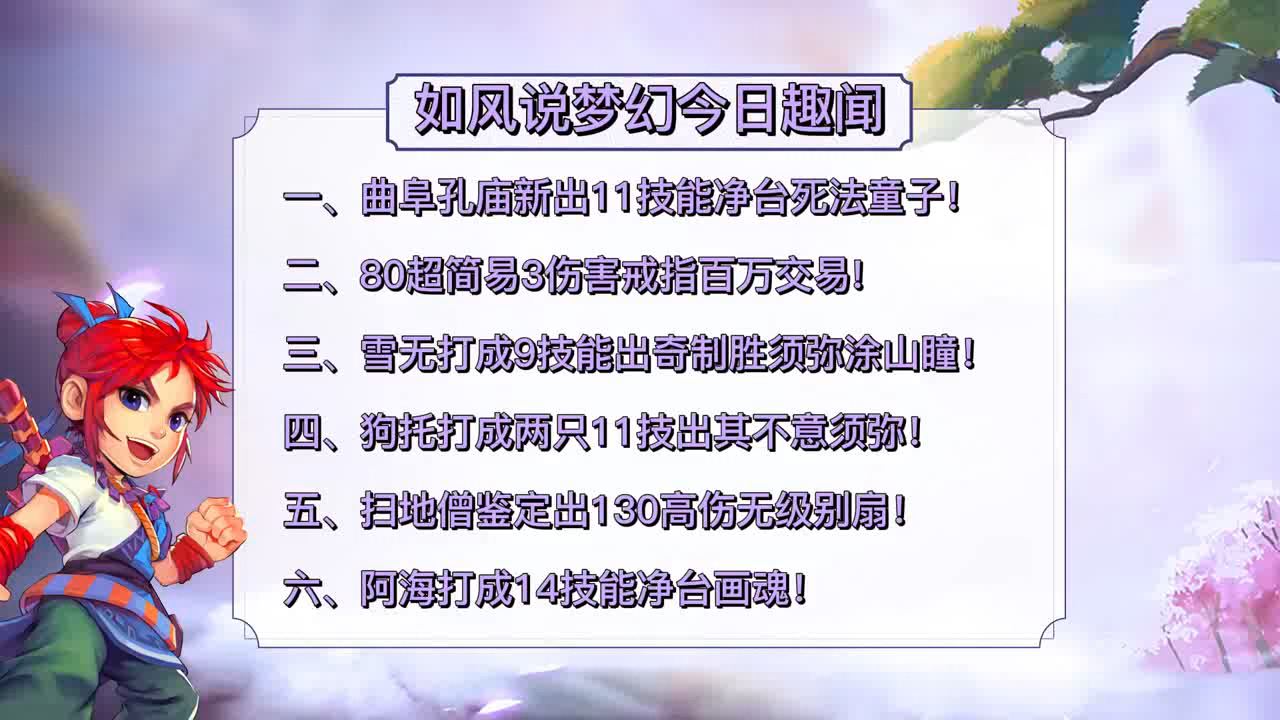 如风说梦幻今日趣闻
一、曲阜孔庙新出11技能净台死法童子！
二、80超简易3伤害戒指百万交易！
三、雪无打成9技能出奇制胜须弥涂山瞳！
四、狗托打成两只11技出其不意须弥！
五、扫地僧鉴定出130高伤无级别扇！
六、阿海打成14技能净台画魂！